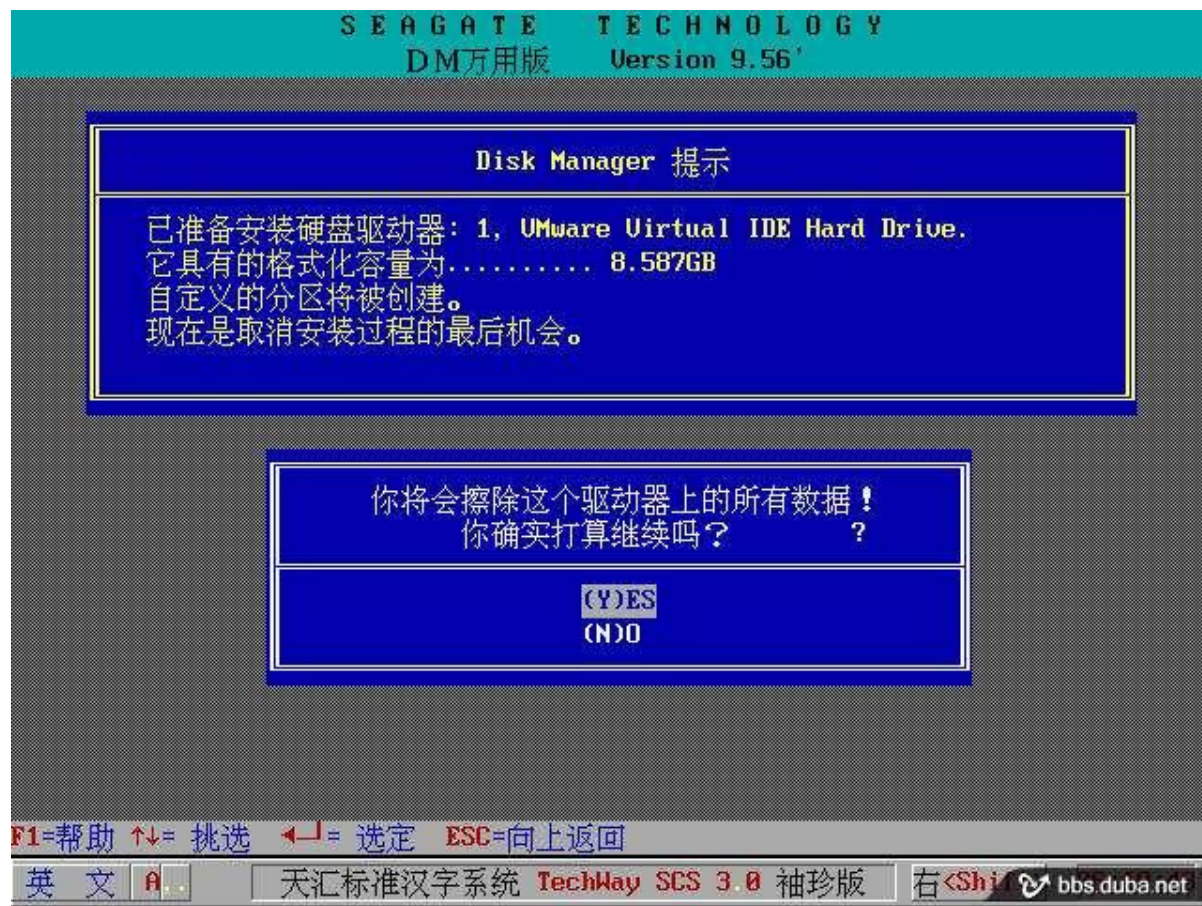 SEAGATE TECHNOLOGY
DM万用版 Version 9.56'
Disk Manager 提示
已准备安装硬盘驱动器: 1, VMware Virtual IDE Hard Drive.
它具有的格式化容量为.......... 8.587GB
自定义的分区将被创建。
现在是取消安装过程的最后机会。
你将会擦除这个驱动器上的所有数据!
你确实打算继续吗? ?
(Y)ES
(N)O
F1=帮助 ↑↓= 挑选 ◄─┘= 选定 ESC=向上返回
英 文 A.. 天汇标准汉字系统 TechWay SCS 3.0 袖珍版 右<Shi bbs.duba.net